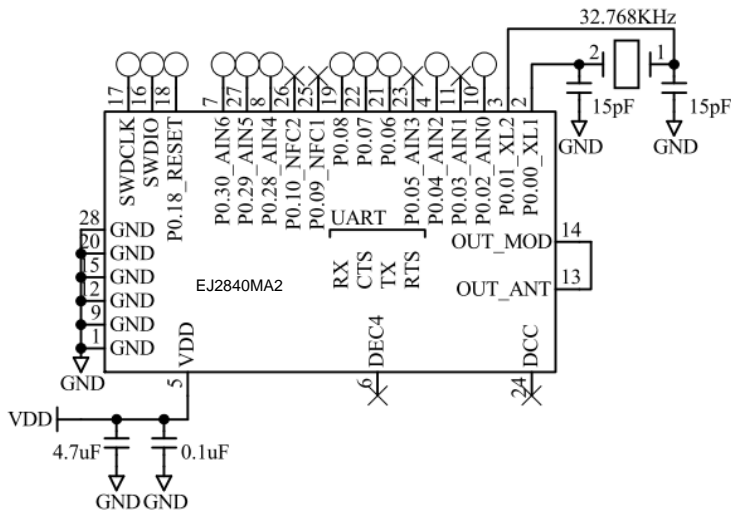 32.768KHz
2
1
15pF
15pF
GND
GND
17
16
18
7
27
8
26
25
19
22
21
23
4
11
10
3
2
SWDCLK
SWDIO
P0.18_RESET
P0.30_AIN6
P0.29_AIN5
P0.28_AIN4
P0.10_NFC2
P0.09_NFC1
P0.08
P0.07
P0.06
P0.05_AIN3
P0.04_AIN2
P0.03_AIN1
P0.02_AIN0
P0.01_XL2
P0.00_XL1
UART
RX
CTS
TX
RTS
28
GND
20
GND
15
GND
12
GND
9
GND
1
GND
GND
EJ2840MA2
OUT_MOD
14
OUT_ANT
13
VDD
DEC4
DCC
5
6
24
VDD
4.7uF
0.1uF
GND
GND